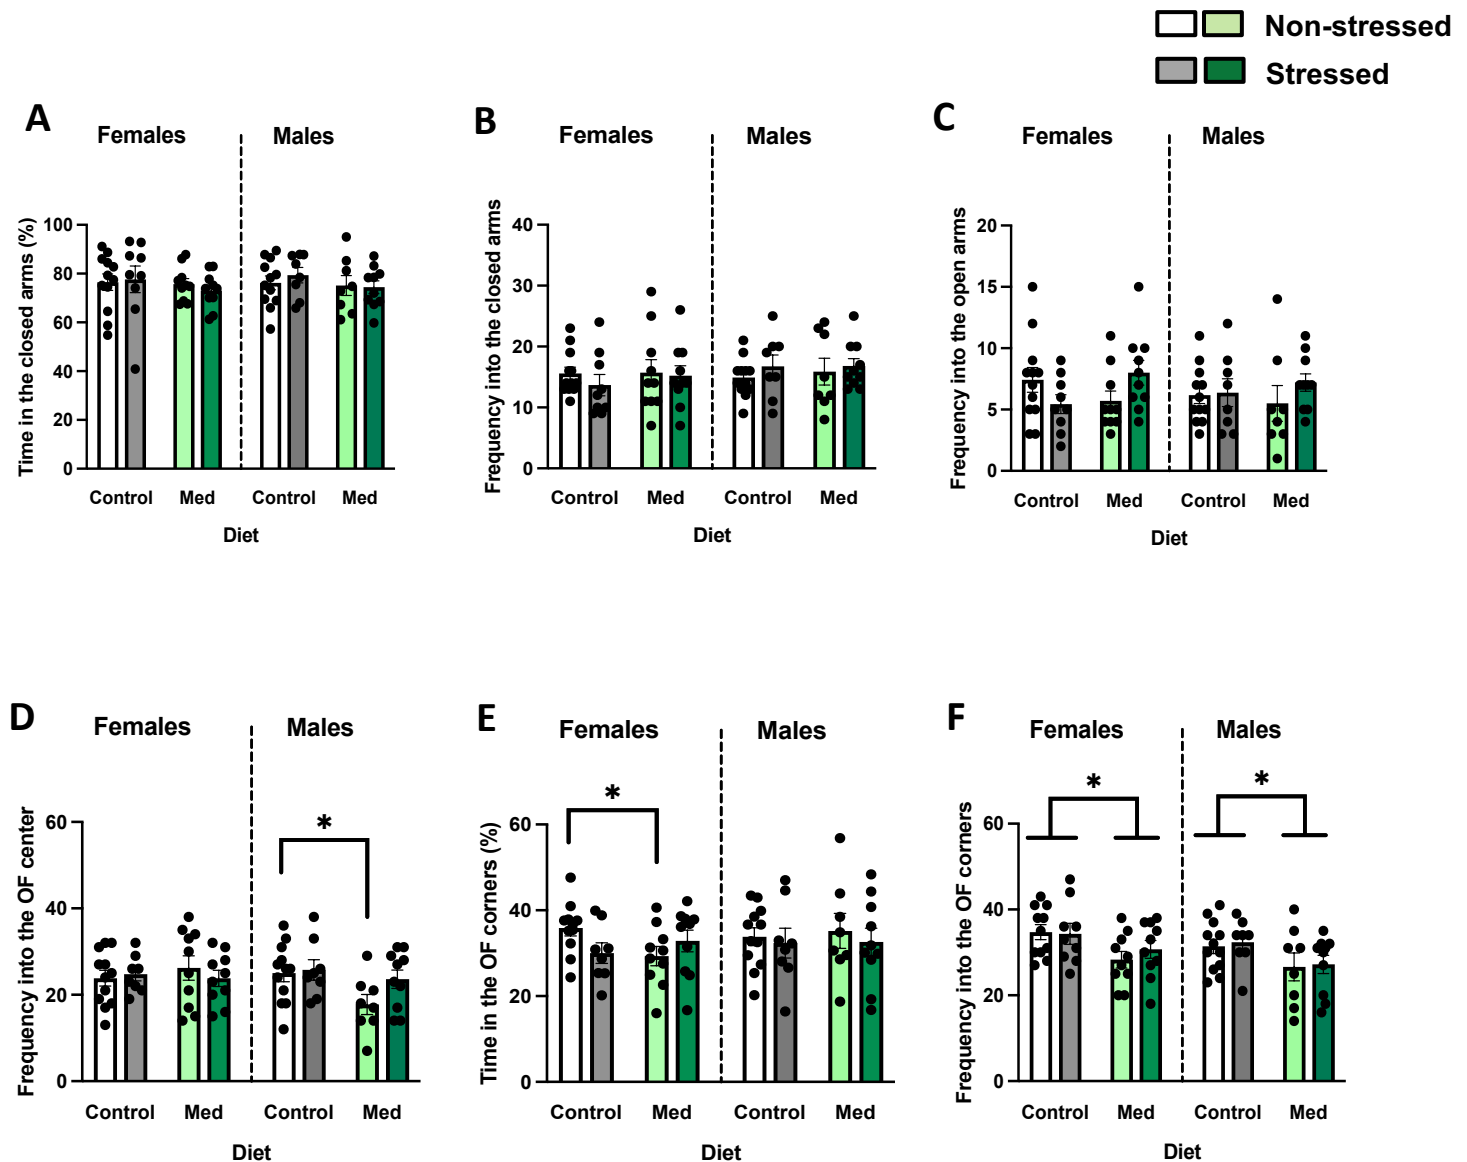 Non-stressed
Stressed
A
Females
Males
Time in the closed arms (%)
100
80
60
40
20
0
Control
Med
Control
Med
Diet
B
Females
Males
Frequency into the closed arms
40
30
20
10
0
Control
Med
Control
Med
Diet
C
Females
Males
Frequency into the open arms
20
15
10
5
0
Control
Med
Control
Med
Diet
D
Females
Males
Frequency into the OF center
60
40
20
0
*
Control
Med
Control
Med
Diet
E
Females
Males
Time in the OF corners (%)
60
40
20
0
*
Control
Med
Control
Med
Diet
F
Females
Males
Frequency into the OF corners
60
40
20
0
*
*
Control
Med
Control
Med
Diet